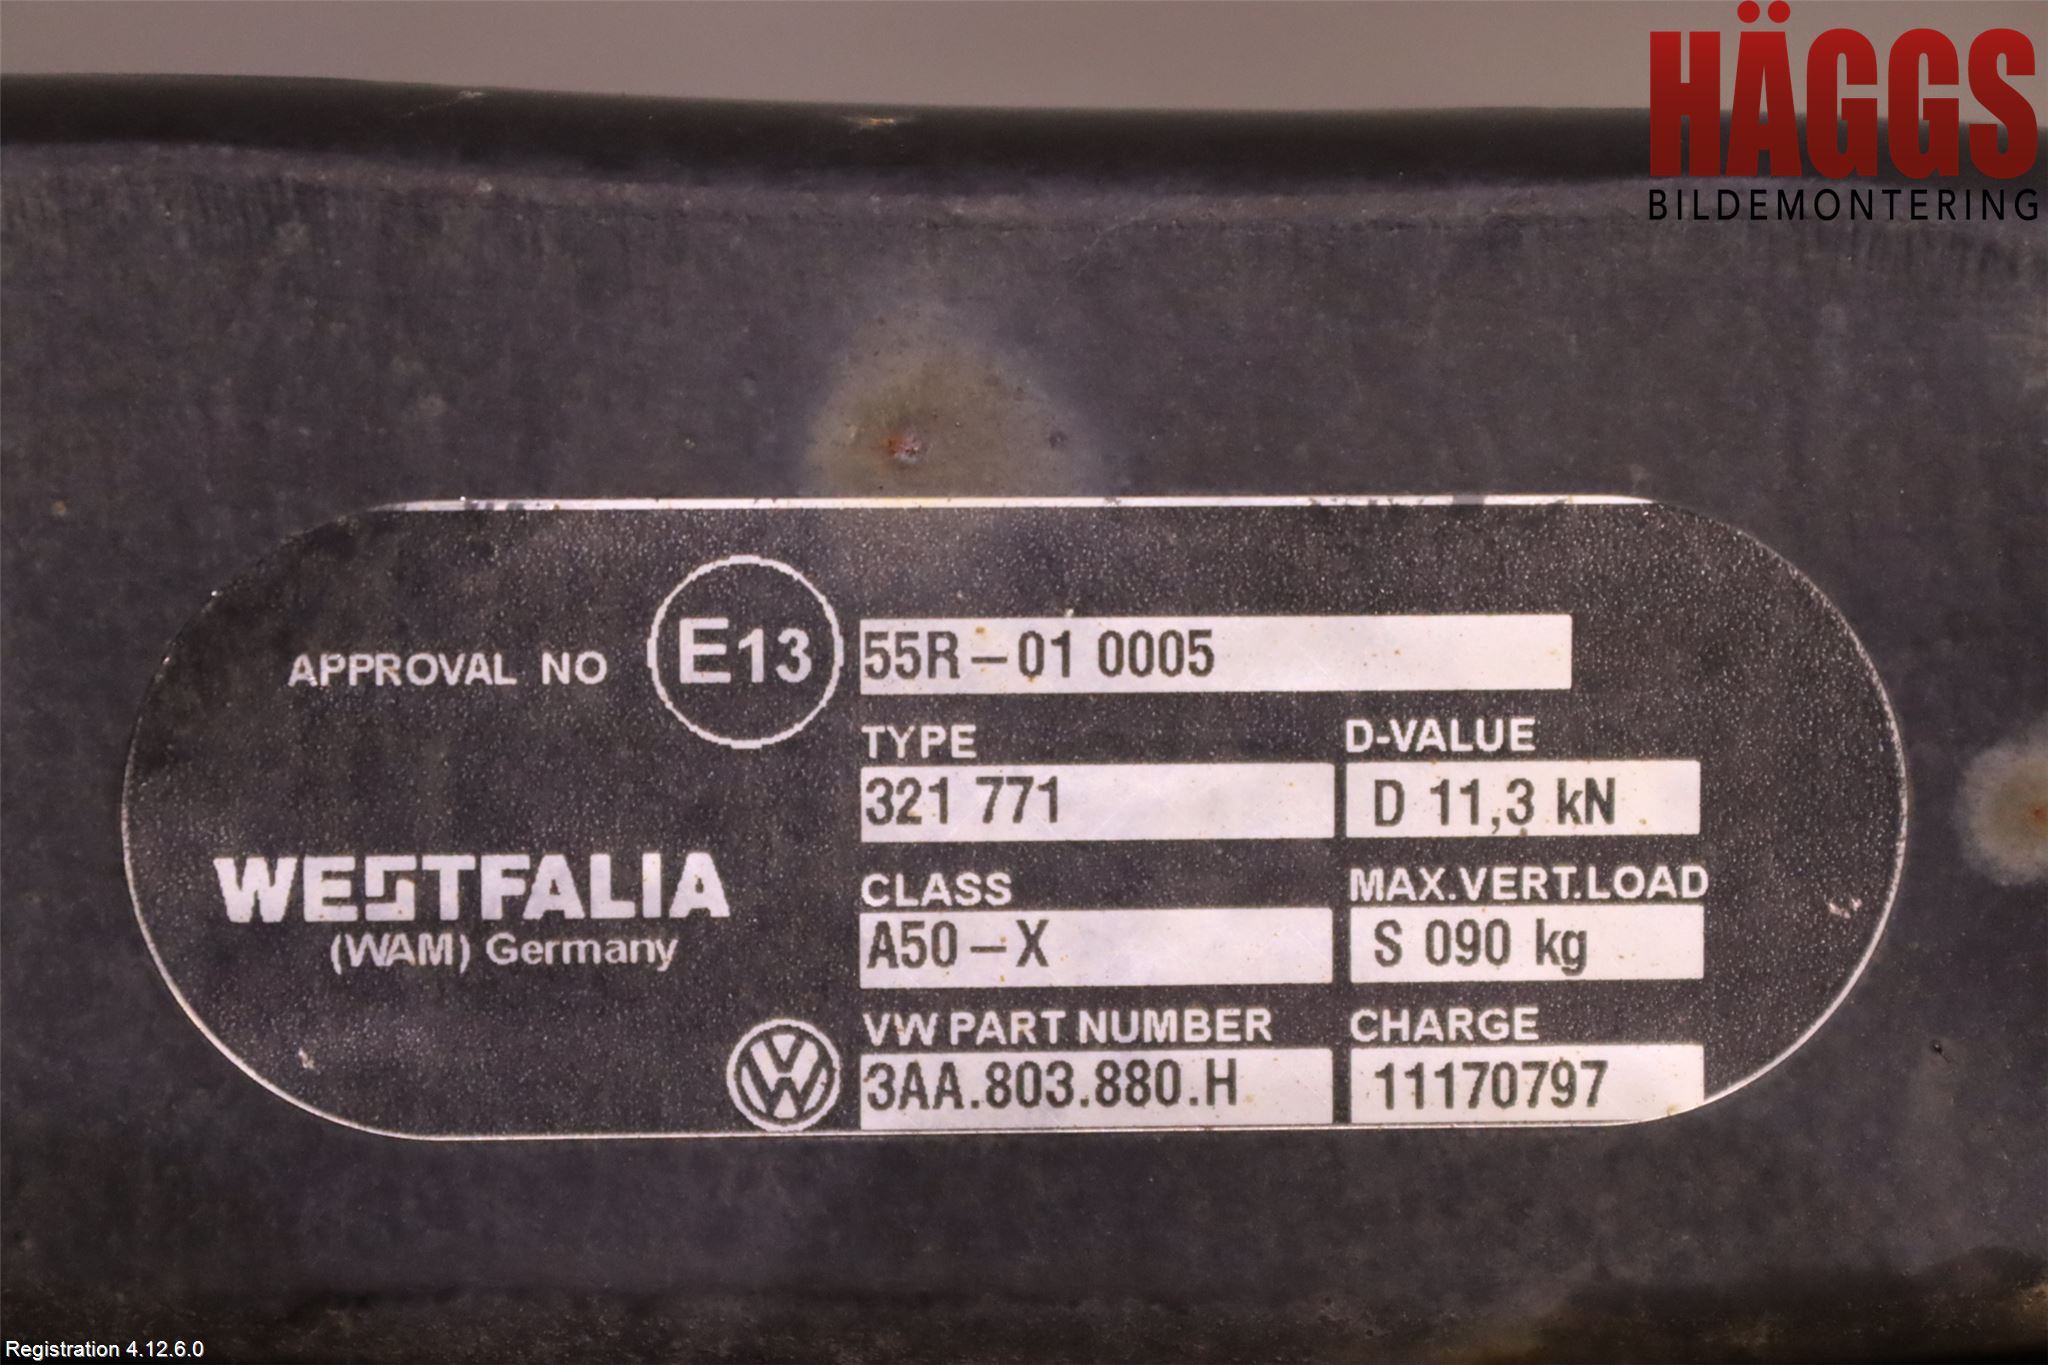 HÄGGS
BILDEMONTERING
APPROVAL NO E13 55R-01 0005
TYPE D-VALUE
321 771 D 11,3 kN
WESTFALIA
(WAM) Germany
CLASS MAX.VERT.LOAD
A50-X S 090 kg
VW PART NUMBER CHARGE
3AA.803.880.H 11170797
Registration 4.12.6.0